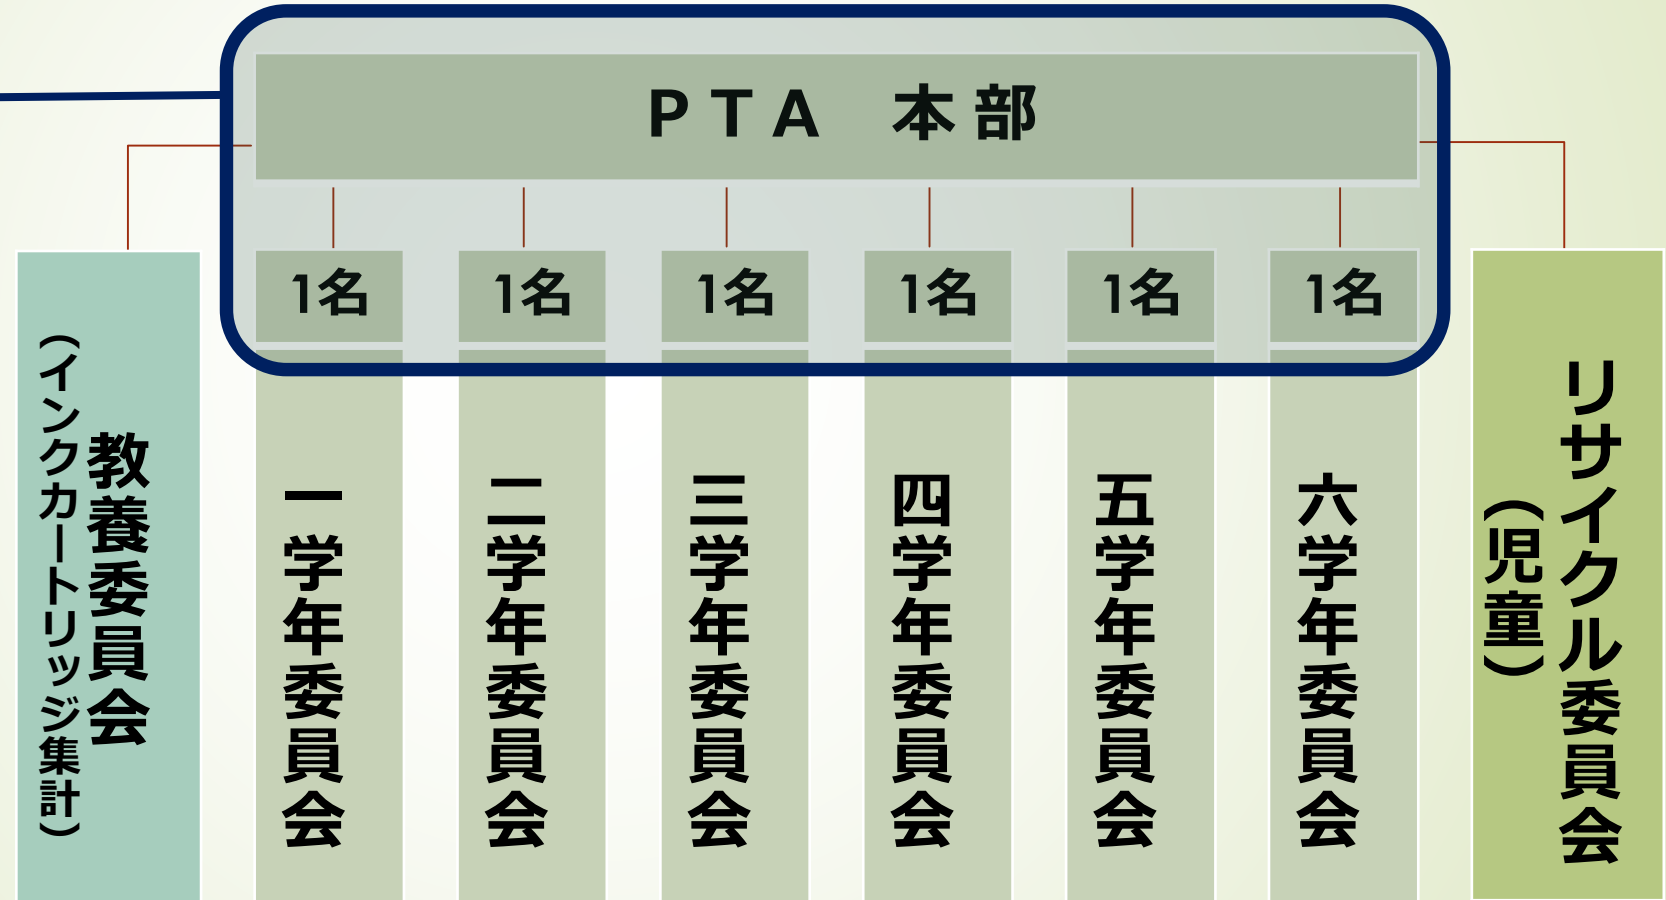 PTA 本部
1名
1名
1名
1名
1名
1名
教養委員会
(インクカートリッジ集計)
一学年委員会
二学年委員会
三学年委員会
四学年委員会
五学年委員会
六学年委員会
リサイクル委員会
(児童)